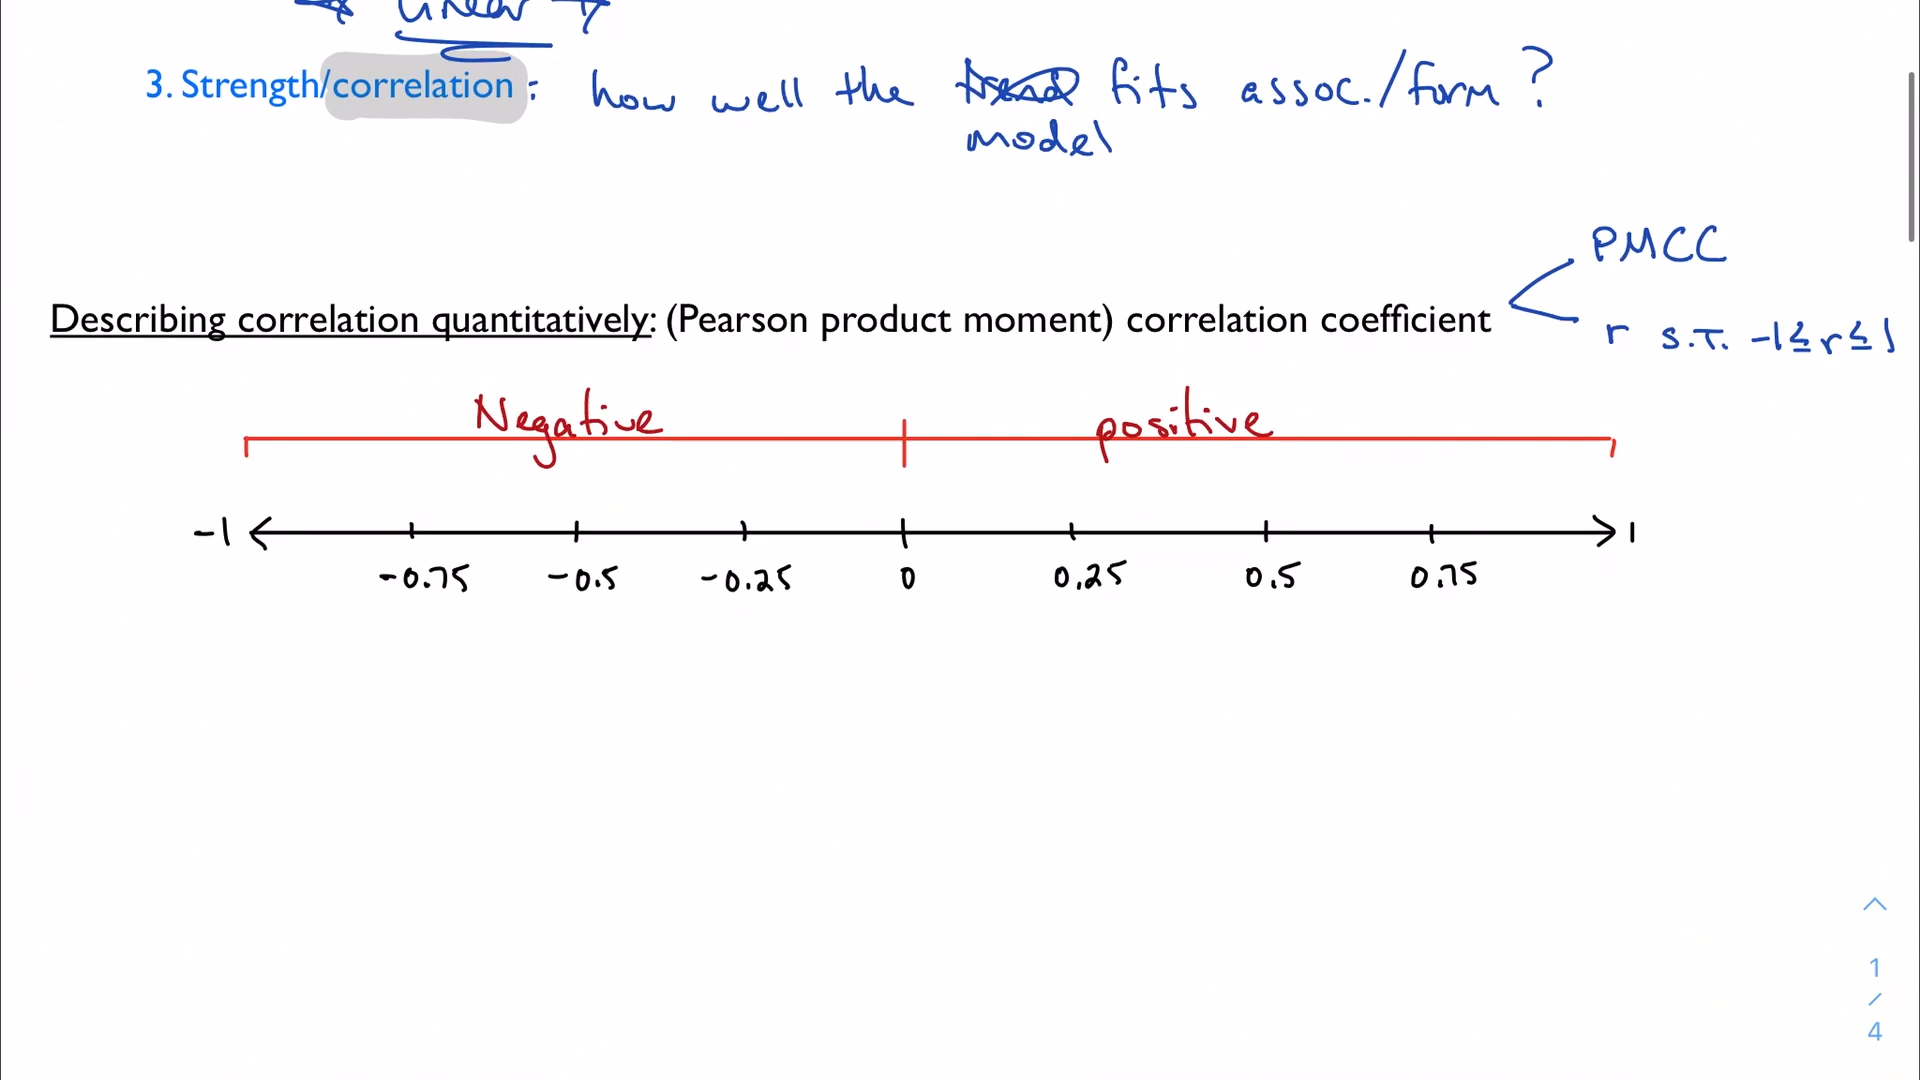 linear
3. Strength/correlation : how well the trend fits assoc./form ?
model
PMCC
Describing correlation quantitatively: (Pearson product moment) correlation coefficient
r s.t. -1≤r≤1
Negative positive
-1 1
-0.75 -0.5 -0.25 0 0.25 0.5 0.75
1
/
4